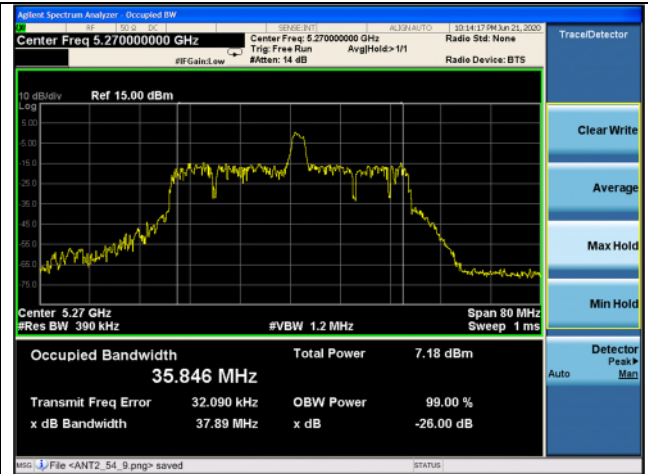 Agilent Spectrum Analyzer - Occupied BW
RF 50 Ω DC SENSE:INT ALIGN AUTO 10:14:17 PM Jun 21, 2020
Center Freq 5.270000000 GHz
Center Freq: 5.270000000 GHz
Radio Std: None
Trig: Free Run Avg|Hold:>1/1
#IFGain:Low #Atten: 14 dB Radio Device: BTS
Trace/Detector
10 dB/div Ref 15.00 dBm
Log
5.00
-5.00
-15.0
-25.0
-35.0
-45.0
-55.0
-65.0
-75.0
Center 5.27 GHz Span 80 MHz
#Res BW 390 kHz #VBW 1.2 MHz Sweep 1 ms
Clear Write
Average
Max Hold
Min Hold
Detector
Peak▶
Auto Man
Occupied Bandwidth Total Power 7.18 dBm
35.846 MHz
Transmit Freq Error 32.090 kHz OBW Power 99.00 %
x dB Bandwidth 37.89 MHz x dB -26.00 dB
MSG File <ANT2_54_9.png> saved STATUS